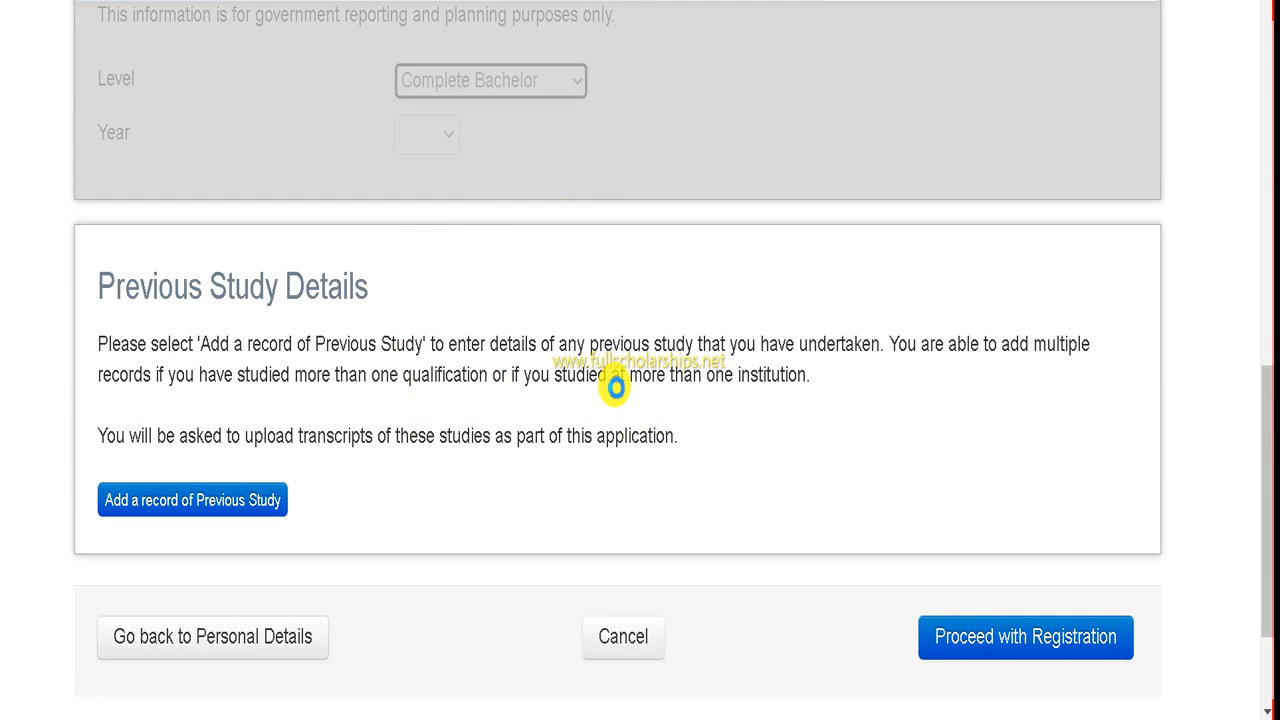 This information is for government reporting and planning purposes only.
Level
Complete Bachelor
Year
Previous Study Details
Please select 'Add a record of Previous Study' to enter details of any previous study that you have undertaken. You are able to add multiple
records if you have studied more than one qualification or if you studied at more than one institution.
www.fullscholarships.net
You will be asked to upload transcripts of these studies as part of this application.
Add a record of Previous Study
Go back to Personal Details
Cancel
Proceed with Registration